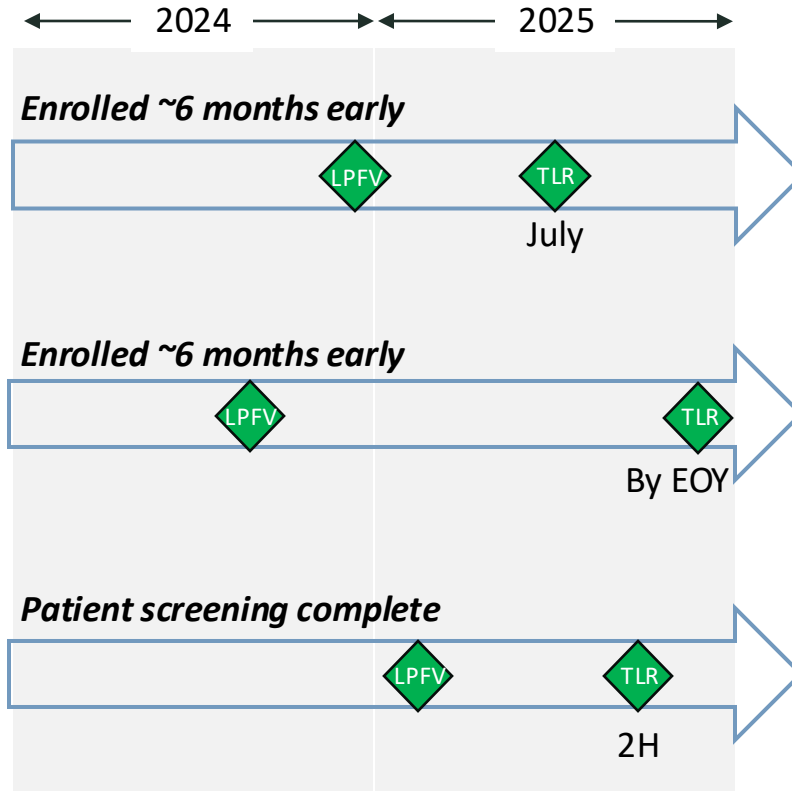 2024 2025
Enrolled ~6 months early
LPFV TLR
July
Enrolled ~6 months early
LPFV TLR
By EOY
Patient screening complete
LPFV TLR
2H